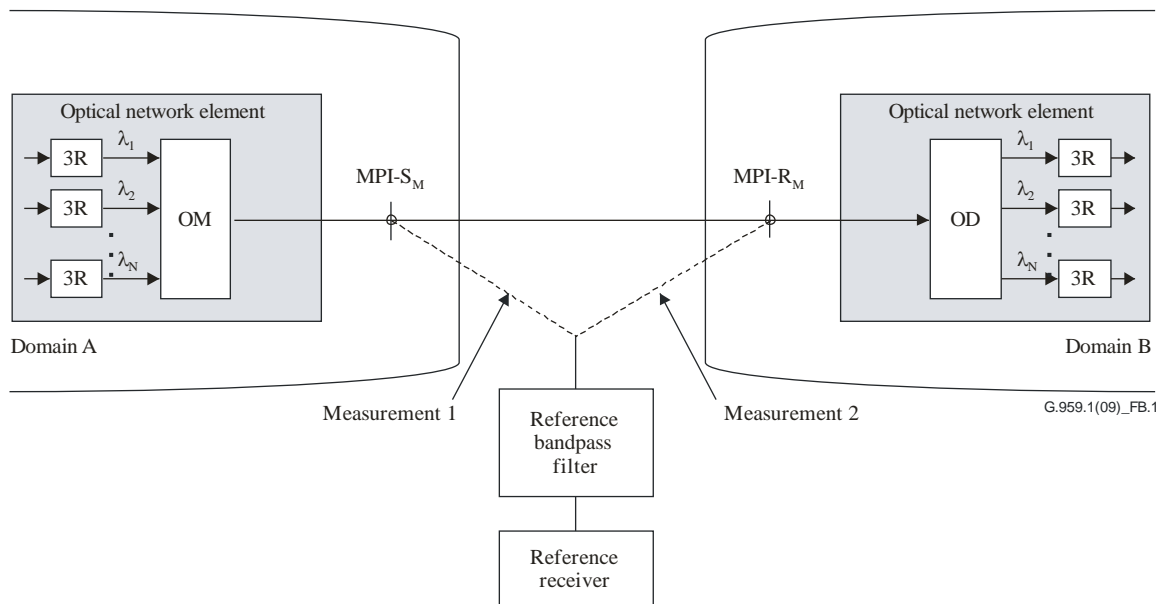 Optical network element
3R
λ1
3R
λ2
3R
λN
OM
Domain A
MPI-SM
MPI-RM
Optical network element
OD
λ1
3R
λ2
3R
λN
3R
Domain B
Measurement 1
Measurement 2
G.959.1(09)_FB.1
Reference
bandpass
filter
Reference
receiver